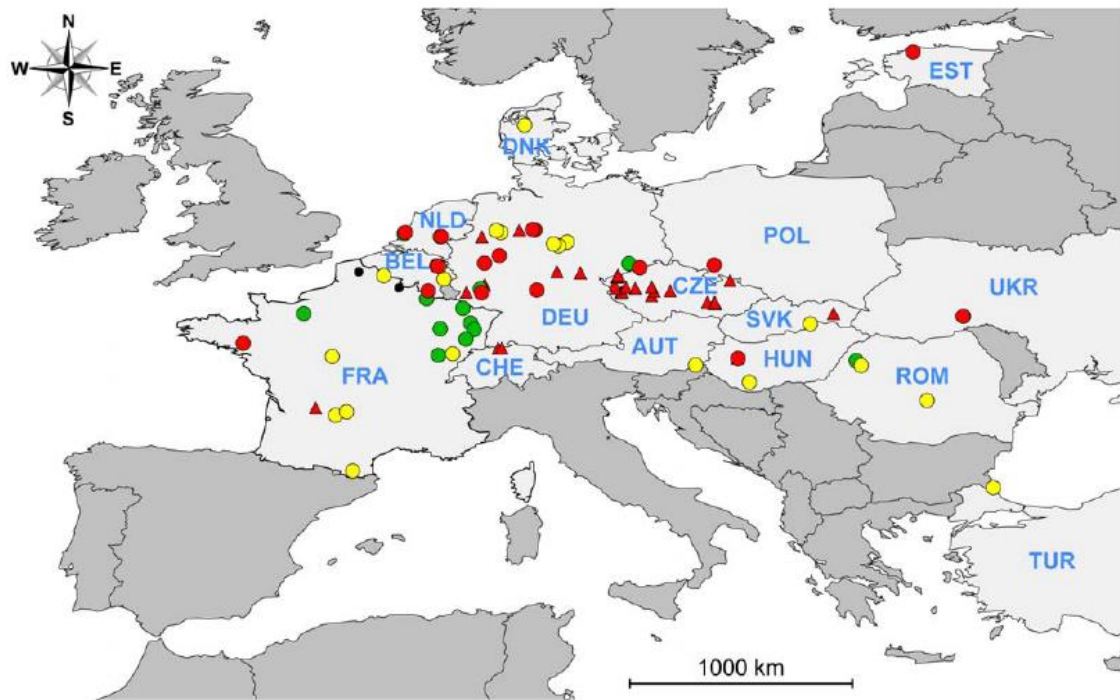 N
W E
S
EST
DNK
NLD
POL
BEL
CZE
UKR
DEU
SVK
AUT
HUN
CHE
FRA
ROM
TUR
1000 km